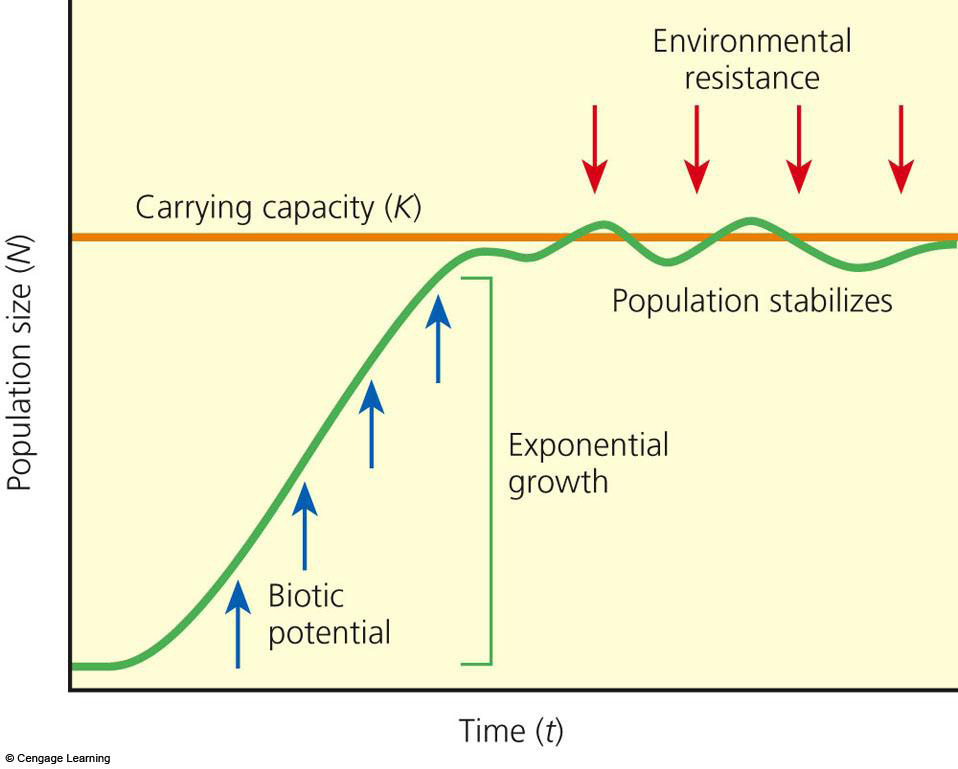 Environmental
resistance
Carrying capacity (K)
Population size (N)
Population stabilizes
Exponential
growth
Biotic
potential
Time (t)
© Cengage Learning